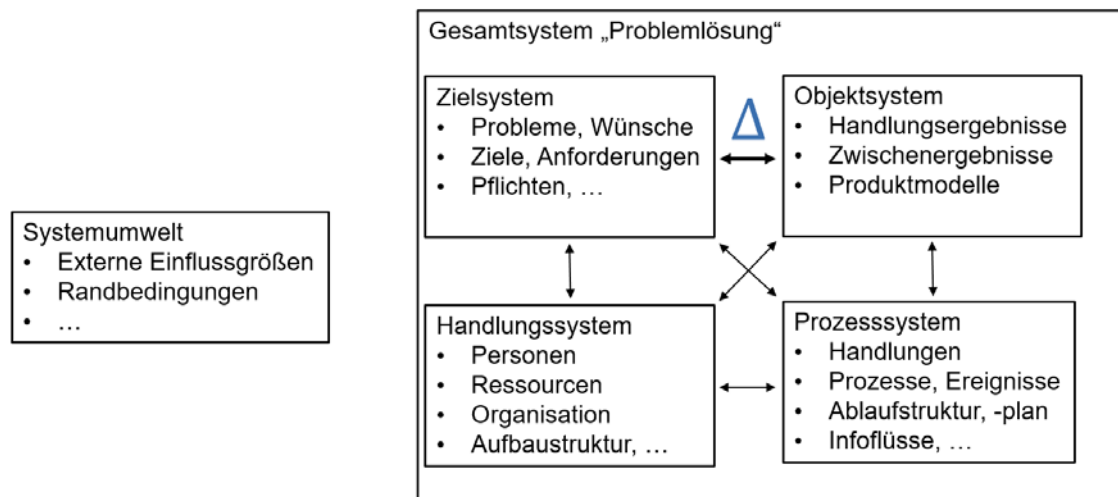 Gesamtsystem „Problemlösung“
Zielsystem
• Probleme, Wünsche
• Ziele, Anforderungen
• Pflichten, …
Δ
Objektsystem
• Handlungsergebnisse
• Zwischenergebnisse
• Produktmodelle
Systemumwelt
• Externe Einflussgrößen
• Randbedingungen
• …
Handlungssystem
• Personen
• Ressourcen
• Organisation
• Aufbaustruktur, …
Prozesssystem
• Handlungen
• Prozesse, Ereignisse
• Ablaufstruktur, -plan
• Infoflüsse, …